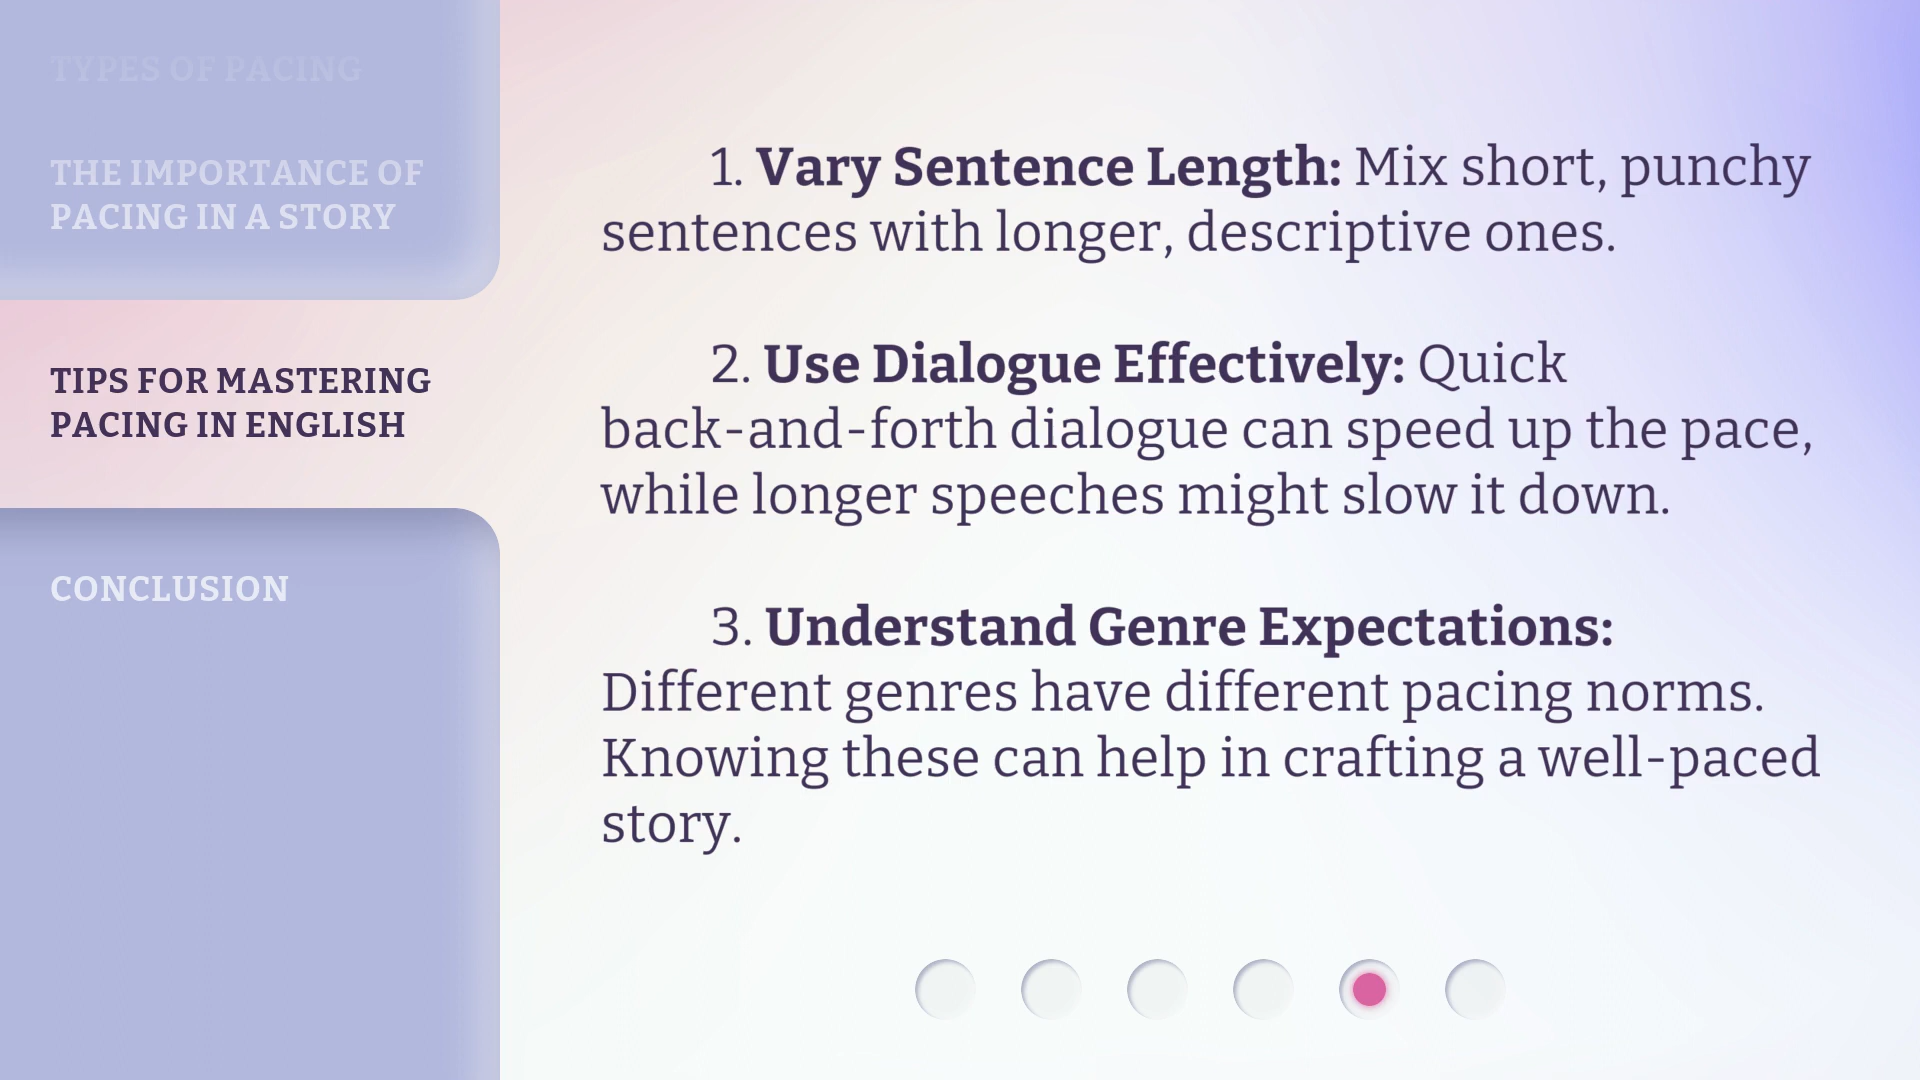 TYPES OF PACING
THE IMPORTANCE OF
PACING IN A STORY
TIPS FOR MASTERING
PACING IN ENGLISH
CONCLUSION
1. Vary Sentence Length: Mix short, punchy
sentences with longer, descriptive ones.
2. Use Dialogue Effectively: Quick
back-and-forth dialogue can speed up the pace,
while longer speeches might slow it down.
3. Understand Genre Expectations:
Different genres have different pacing norms.
Knowing these can help in crafting a well-paced
story.